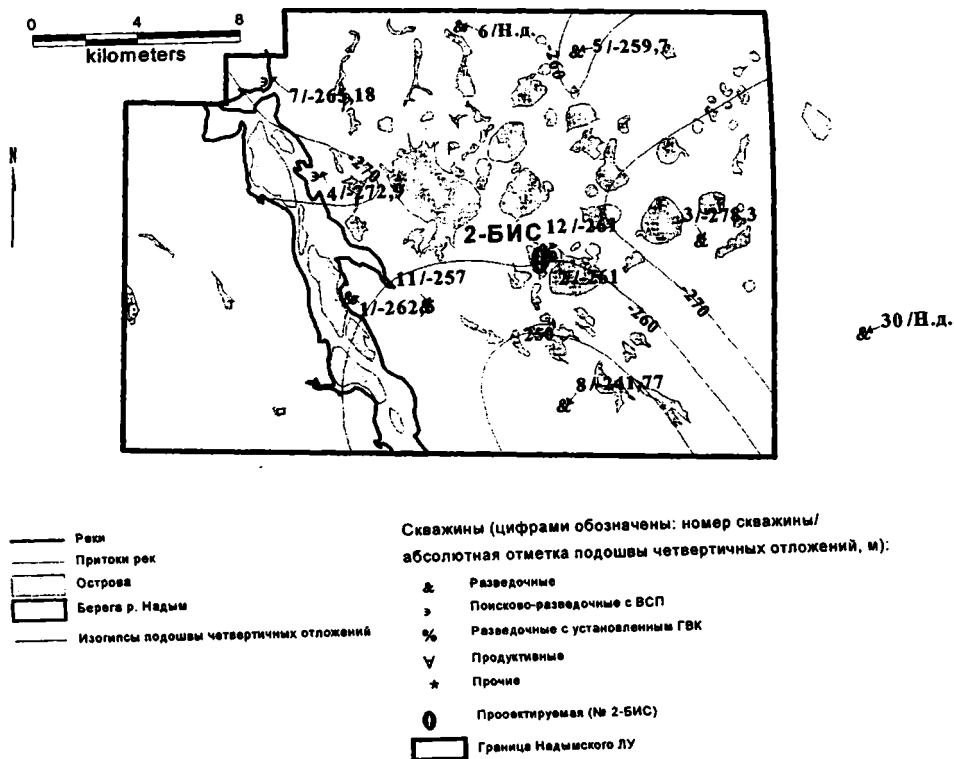 0 4 8
kilometers
6/Н.д.
5/-259,7
7/-265,18
-270
4/-272,9
3/-278,3
2-БИС
12/-261
11/-257
2/-261
1/-262,6
-270
-260
30/Н.д.
250
8/-241,77
N
Реки
Притоки рек
Острова
Берега р. Надым
Изогипсы подошвы четвертичных отложений
Скважины (цифрами обозначены: номер скважины/
абсолютная отметка подошвы четвертичных отложений, м):
& Разведочные
Поисково-разведочные с ВСП
% Разведочные с установленным ГВК
Продуктивные
* Прочие
Проектируемая (№ 2-БИС)
Граница Надымского ЛУ